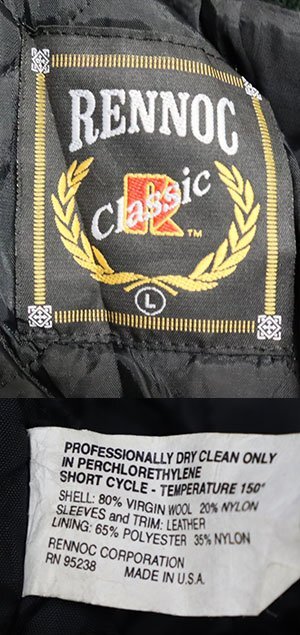 RENNOC
R
Classic
TM
L
PROFESSIONALLY DRY CLEAN ONLY
IN PERCHLORETHYLENE
SHORT CYCLE - TEMPERATURE 150°
SHELL: 80% VIRGIN WOOL 20% NYLON
SLEEVES and TRIM: LEATHER
LINING: 65% POLYESTER 35% NYLON
RENNOC CORPORATION
RN 95238 MADE IN U.S.A.